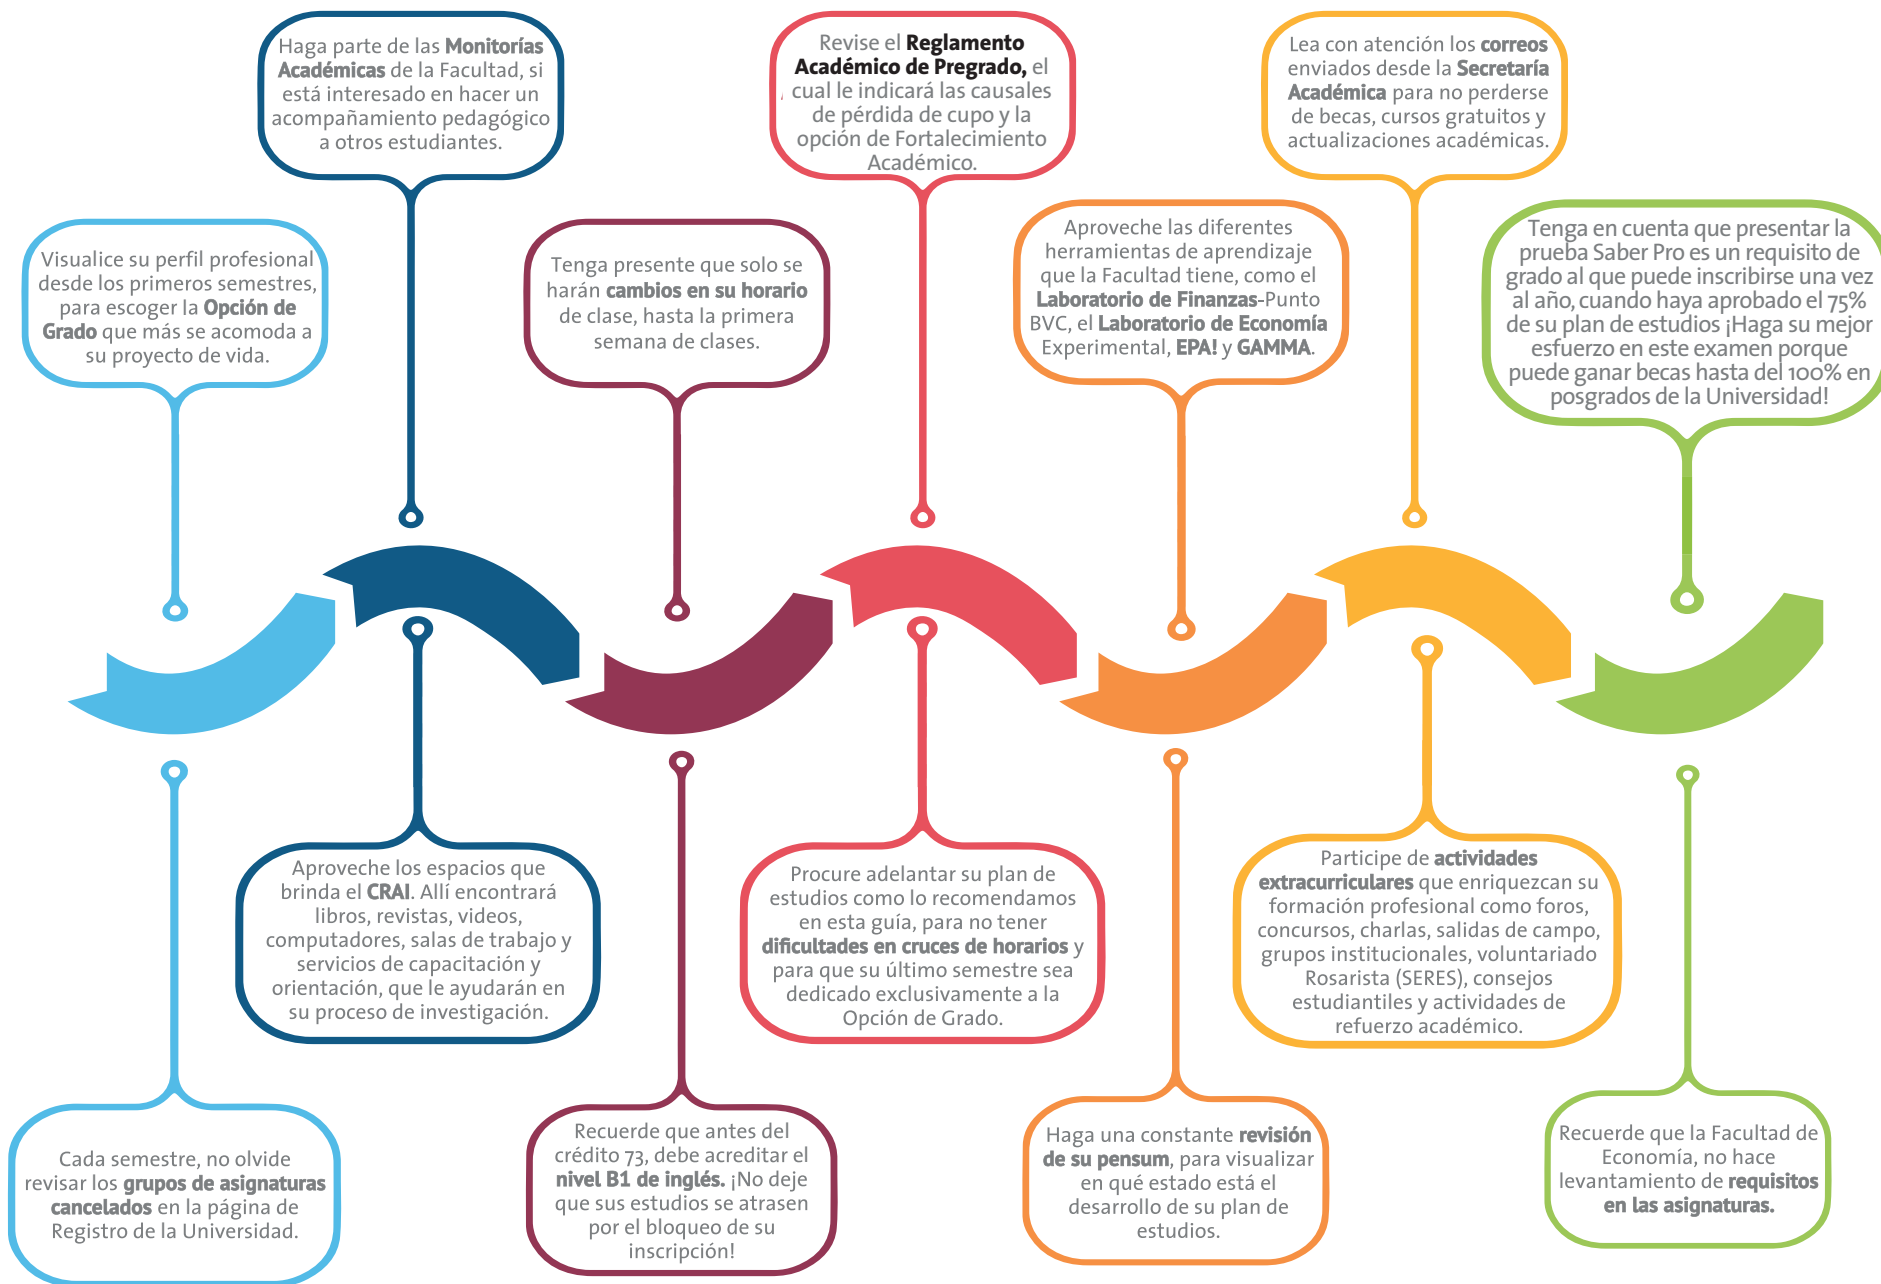 Haga parte de las Monitorías
Académicas de la Facultad, si
está interesado en hacer un
acompañamiento pedagógico
a otros estudiantes.
Revise el Reglamento
Académico de Pregrado, el
cual le indicará las causales
de pérdida de cupo y la
opción de Fortalecimiento
Académico.
Lea con atención los correos
enviados desde la Secretaría
Académica para no perderse
de becas, cursos gratuitos y
actualizaciones académicas.
Visualice su perfil profesional
desde los primeros semestres,
para escoger la Opción de
Grado que más se acomoda a
su proyecto de vida.
Tenga presente que solo se
harán cambios en su horario
de clase, hasta la primera
semana de clases.
Aproveche las diferentes
herramientas de aprendizaje
que la Facultad tiene, como el
Laboratorio de Finanzas-Punto
BVC, el Laboratorio de Economía
Experimental, EPA! y GAMMA.
Tenga en cuenta que presentar la
prueba Saber Pro es un requisito de
grado al que puede inscribirse una vez
al año, cuando haya aprobado el 75%
de su plan de estudios ¡Haga su mejor
esfuerzo en este examen porque
puede ganar becas hasta del 100% en
posgrados de la Universidad!
Aproveche los espacios que
brinda el CRAI. Allí encontrará
libros, revistas, videos,
computadores, salas de trabajo y
servicios de capacitación y
orientación, que le ayudarán en
su proceso de investigación.
Procure adelantar su plan de
estudios como lo recomendamos
en esta guía, para no tener
dificultades en cruces de horarios y
para que su último semestre sea
dedicado exclusivamente a la
Opción de Grado.
Participe de actividades
extracurriculares que enriquezcan su
formación profesional como foros,
concursos, charlas, salidas de campo,
grupos institucionales, voluntariado
Rosarista (SERES), consejos
estudiantiles y actividades de
refuerzo académico.
Cada semestre, no olvide
revisar los grupos de asignaturas
cancelados en la página de
Registro de la Universidad.
Recuerde que antes del
crédito 73, debe acreditar el
nivel B1 de inglés. ¡No deje
que sus estudios se atrasen
por el bloqueo de su
inscripción!
Haga una constante revisión
de su pensum, para visualizar
en qué estado está el
desarrollo de su plan de
estudios.
Recuerde que la Facultad de
Economía, no hace
levantamiento de requisitos
en las asignaturas.